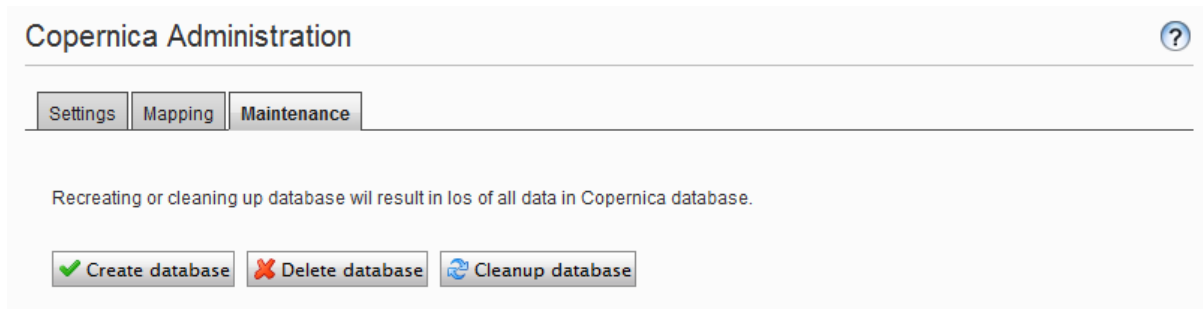 Copernica Administration
?
Settings Mapping Maintenance
Recreating or cleaning up database wil result in los of all data in Copernica database.
Create database Delete database Cleanup database